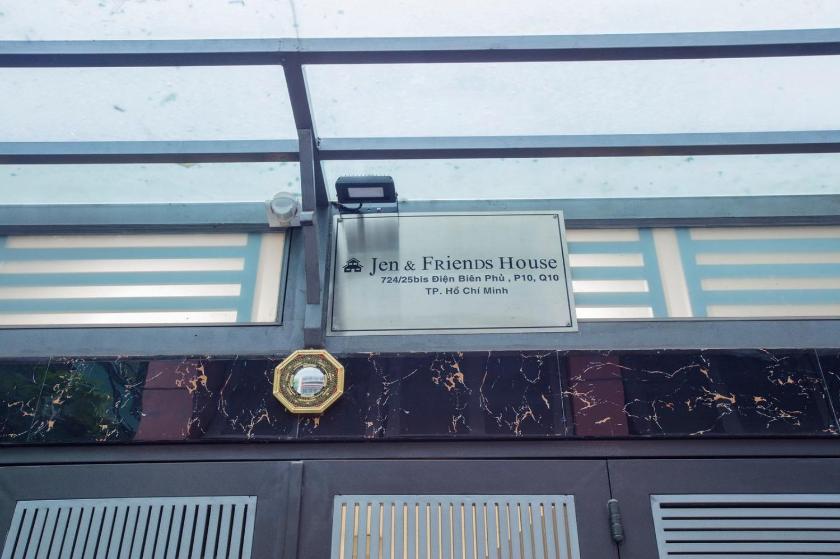 Jen & Friends House
724/25bis Điện Biên Phủ , P10, Q10
TP. Hồ Chí Minh